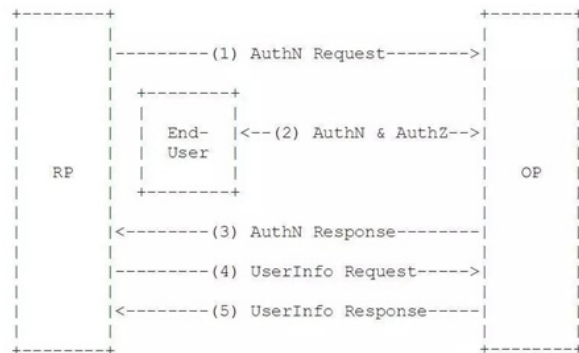 (1) AuthN Request
End-
User
(2) AuthN & AuthZ
RP
OP
(3) AuthN Response
(4) UserInfo Request
(5) UserInfo Response